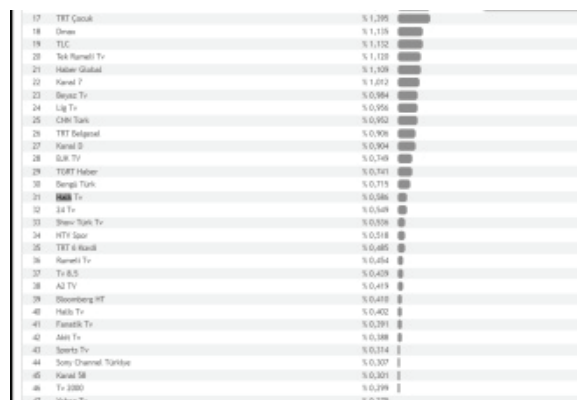 17 TRT Çocuk % 1,395
18 Dmax % 1,135
19 TLC % 1,132
20 Tek Rumeli Tv % 1,120
21 Haber Global % 1,109
22 Kanal 7 % 1,012
23 Beyaz Tv % 0,984
24 Lig Tv % 0,956
25 CNN Türk % 0,952
26 TRT Belgesel % 0,906
27 Kanal D % 0,904
28 TV % 0,749
29 TGRT Haber % 0,741
30 Bengü Türk % 0,715
31 Halk Tv % 0,586
32 24 Tv % 0,549
33 Show Türk Tv % 0,536
34 NTV Spor % 0,518
35 TRT 6 Kurdi % 0,485
36 Rumeli Tv % 0,454
37 Tv 8,5 % 0,439
38 A2 TV % 0,419
39 Bloomberg HT % 0,410
40 Tv % 0,402
41 Fanatik Tv % 0,391
42 Akit Tv % 0,388
43 Sports Tv % 0,314
44 Sony Channel Türkiye % 0,307
45 Kanal 58 % 0,301
46 Tv 2000 % 0,299